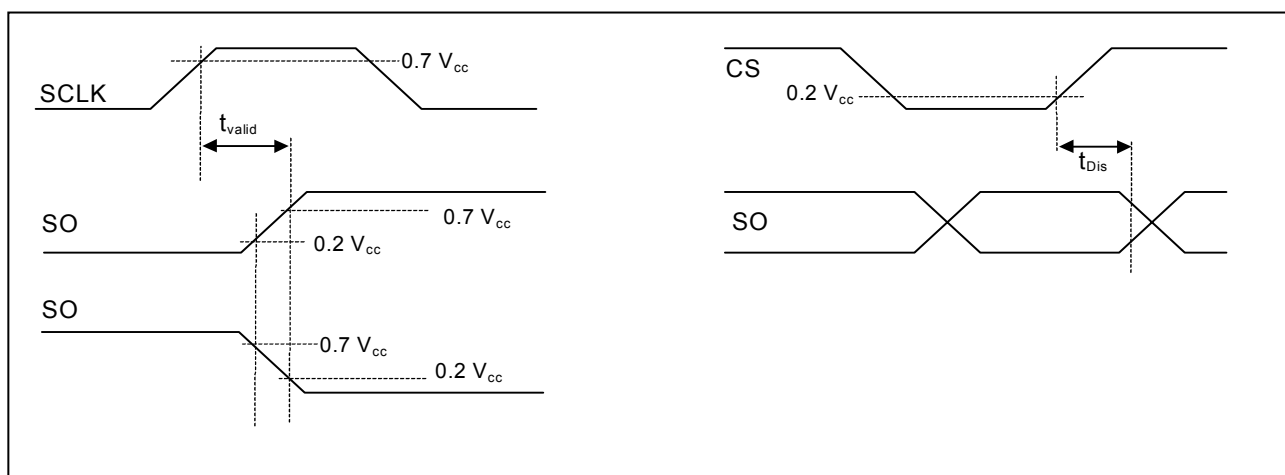 0.7 Vcc
SCLK
tvalid
SO
0.7 Vcc
0.2 Vcc
SO
0.7 Vcc
0.2 Vcc
CS
0.2 Vcc
tDis
SO